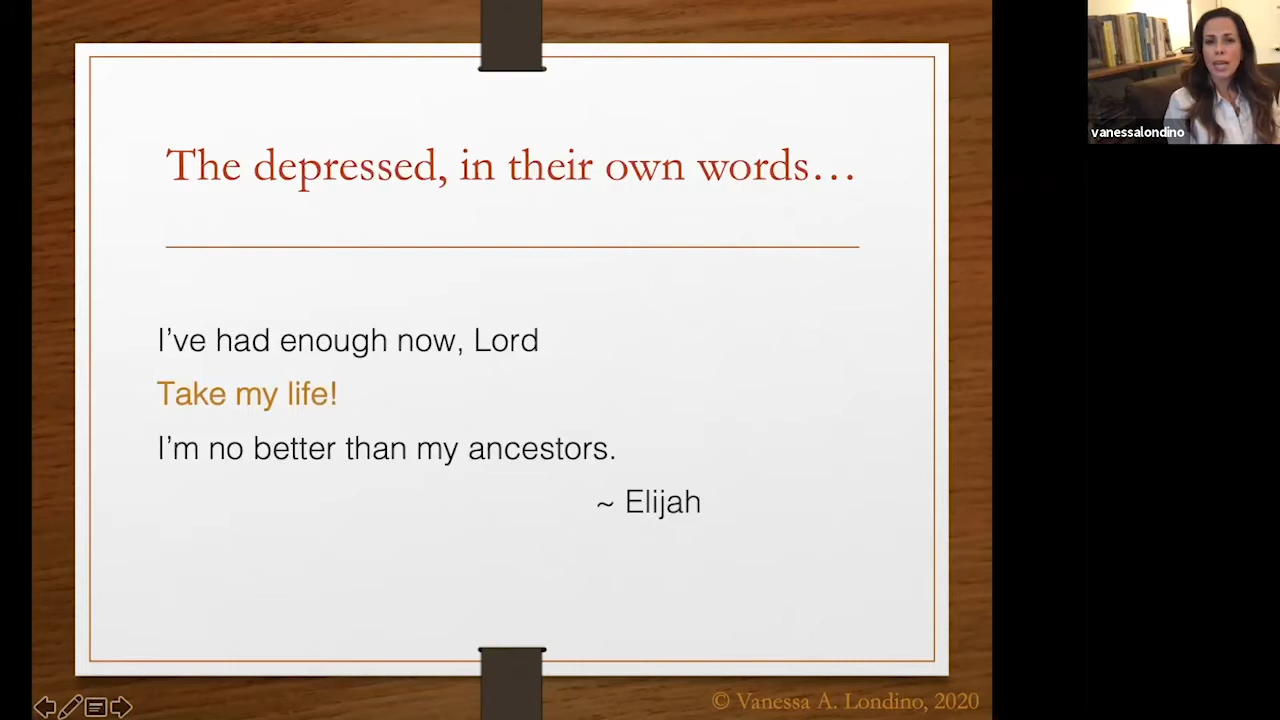 The depressed, in their own words…
I've had enough now, Lord
Take my life!
I'm no better than my ancestors.
~ Elijah
© Vanessa A. Londino, 2020
vanessalondino